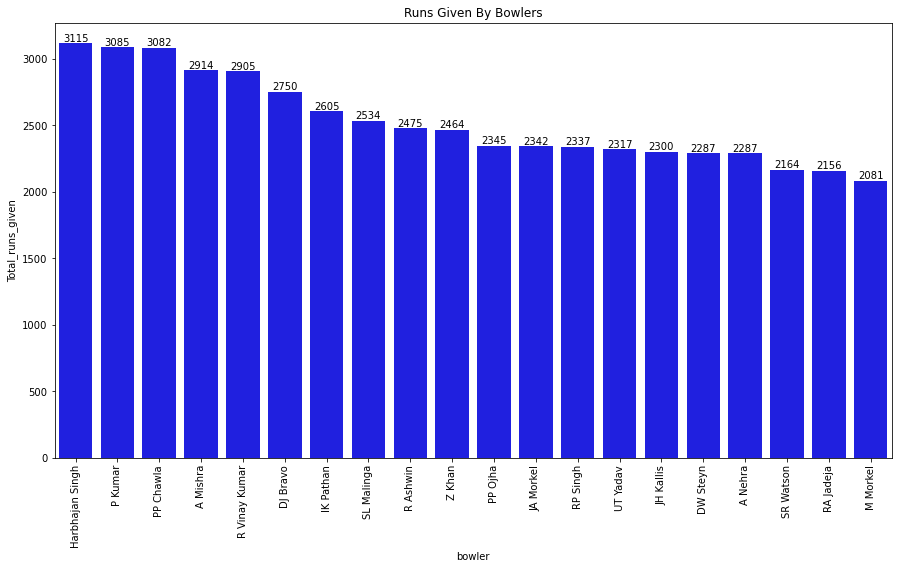 Runs Given By Bowlers
3115 3085 3082 2914 2905 2750 2605 2534 2475 2464 2345 2342 2337 2317 2300 2287 2287 2164 2156 2081
3000
2500
2000
1500
1000
500
0
Total_runs_given
Harbhajan Singh
P Kumar
PP Chawla
A Mishra
R Vinay Kumar
DJ Bravo
IK Pathan
SL Malinga
R Ashwin
Z Khan
PP Ojha
JA Morkel
RP Singh
UT Yadav
JH Kallis
DW Steyn
A Nehra
SR Watson
RA Jadeja
M Morkel
bowler